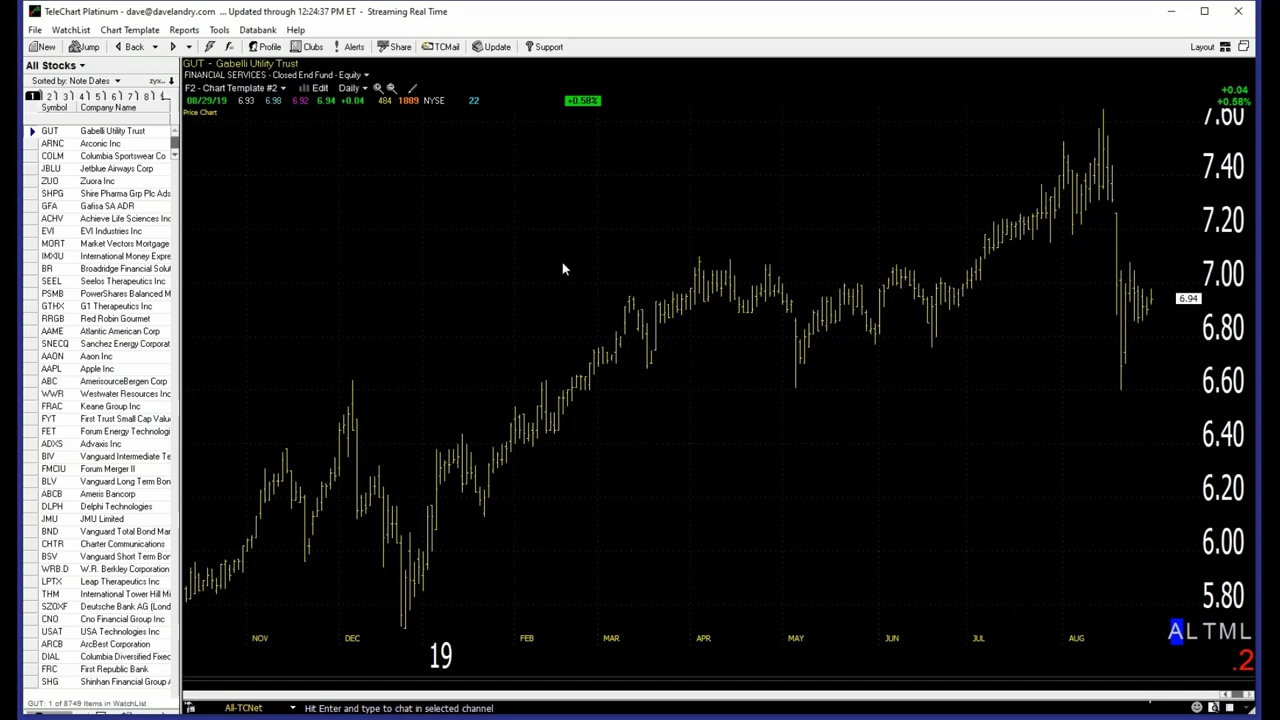 TeleChart Platinum - dave@davelandry.com ... Updated through 12:24:37 PM ET - Streaming Real Time
File WatchList Chart Template Reports Tools Databank Help
New Jump Back Profile Clubs Alerts Share TCMail Update Support Layout
All Stocks
Sorted by: Note Dates zyx...
1 2 3 4 5 6 7 8
Symbol Company Name
GUT Gabelli Utility Trust
ARNC Arconic Inc
COLM Columbia Sportswear Co
JBLU Jetblue Airways Corp
ZUO Zuora Inc
SHPG Shire Pharma Grp Plc Ads
GFA Gafisa SA ADR
ACHV Achieve Life Sciences Inc
EVI EVI Industries Inc
MORT Market Vectors Mortgage
IMXIU International Money Expre
BR Broadridge Financial Solut
SEEL Seelos Therapeutics Inc
PSMB PowerShares Balanced M
GTHX G1 Therapeutics Inc
RRGB Red Robin Gourmet
AAME Atlantic American Corp
SNECQ Sanchez Energy Corporat
AAON Aaon Inc
AAPL Apple Inc
ABC AmerisourceBergen Corp
WWR Westwater Resources Inc
FRAC Keane Group Inc
FYT First Trust Small Cap Value
FET Forum Energy Technologi
ADXS Advaxis Inc
BIV Vanguard Intermediate Te
FMCIU Forum Merger II
BLV Vanguard Long Term Bon
ABCB Ameris Bancorp
DLPH Delphi Technologies
JMU JMU Limited
BND Vanguard Total Bond Mar
CHTR Charter Communications
BSV Vanguard Short Term Bon
WRB.D W.R. Berkley Corporation
LPTX Leap Therapeutics Inc
THM International Tower Hill M
SZOXF Deutsche Bank AG (Lond
CNO Cno Financial Group Inc
USAT USA Technologies Inc
ARCB ArcBest Corporation
DIAL Columbia Diversified Fixed
FRC First Republic Bank
SHG Shinhan Financial Group
GUT: 1 of 8749 Items in WatchList
GUT - Gabelli Utility Trust
FINANCIAL SERVICES - Closed End Fund - Equity
F2 - Chart Template #2 Edit Daily
08/29/19 6.93 6.98 6.92 6.94 +0.04 484 1889 NYSE 22 +0.58%
Price Chart
+0.04
+0.58%
7.60
7.40
7.20
7.00
6.94
6.80
6.60
6.40
6.20
6.00
5.80
NOV DEC FEB MAR APR MAY JUN JUL AUG
19
ALTML
.2
All-TCNet Hit Enter and type to chat in selected channel